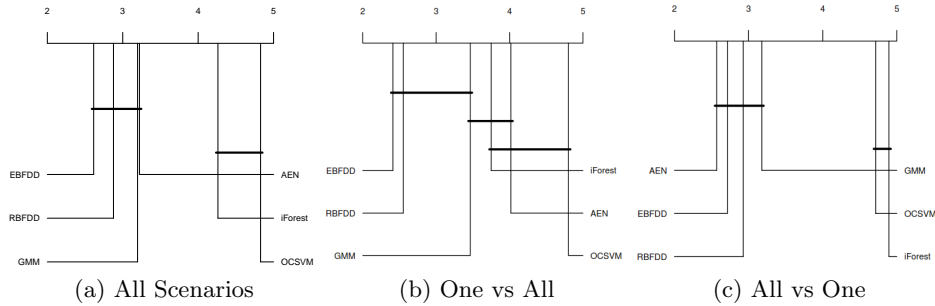 2 3 4 5
EBFDD AEN
RBFDD iForest
GMM OCSVM
(a) All Scenarios
2 3 4 5
EBFDD iForest
RBFDD AEN
GMM OCSVM
(b) One vs All
2 3 4 5
AEN GMM
EBFDD OCSVM
RBFDD iForest
(c) All vs One